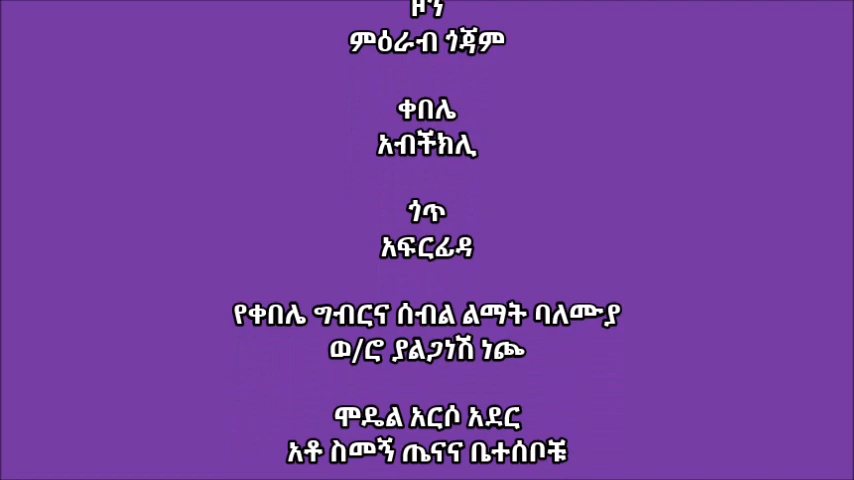 ዞን
ምዕራብ ጎጃም
ቀበሌ
አብችክሊ
ጎጥ
አፍርፊዳ
የቀበሌ ግብርና ሰብል ልማት ባለሙያ
ወ/ሮ ያልጋነሽ ነጮ
ሞዴል አርሶ አደር
አቶ ስመኝ ጤናና ቤተሰቦቹ